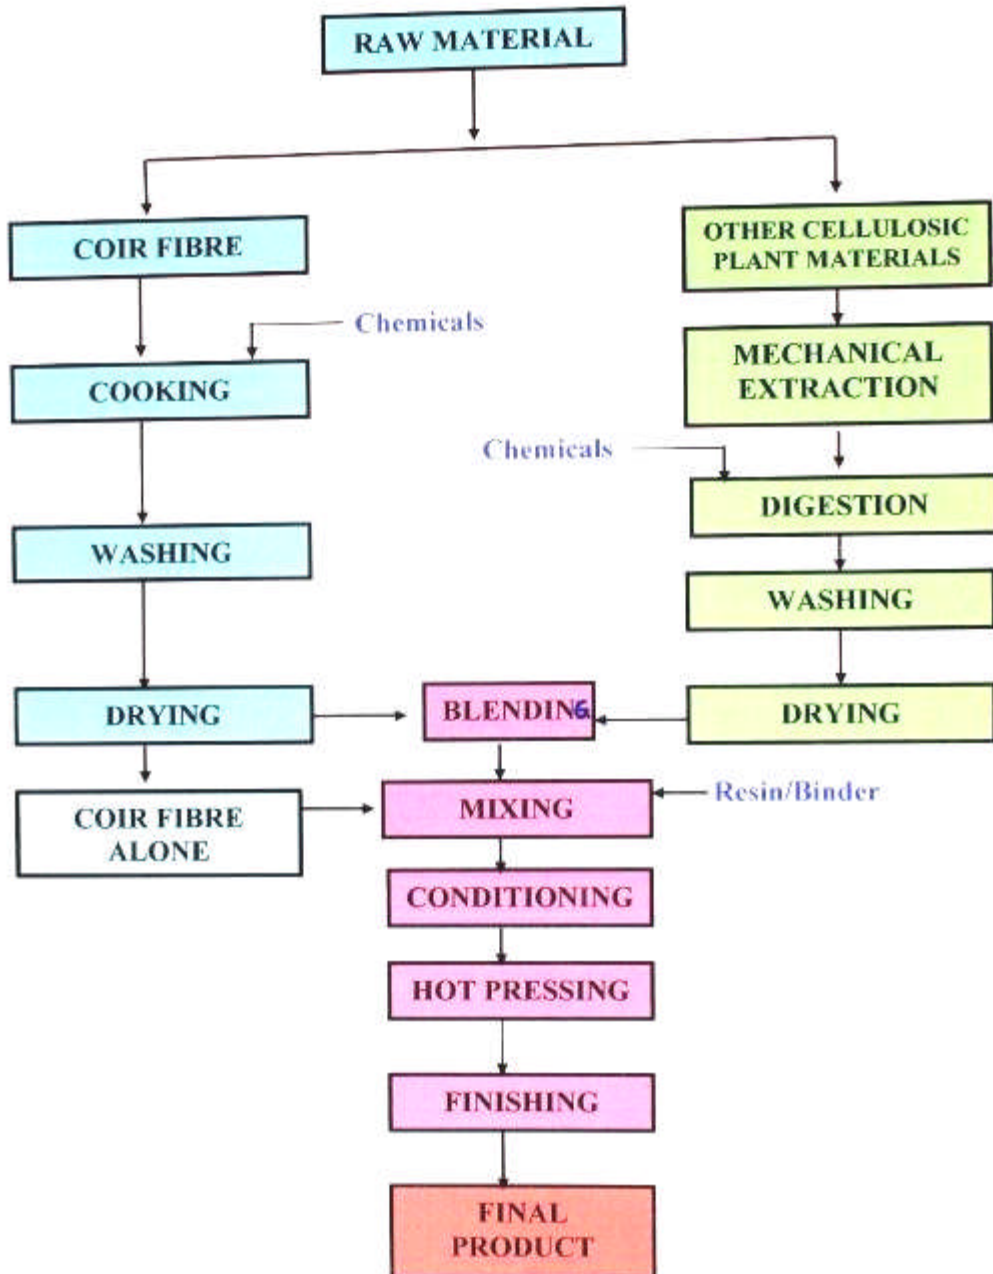 RAW MATERIAL
COIR FIBRE
OTHER CELLULOSIC
PLANT MATERIALS
Chemicals
MECHANICAL
EXTRACTION
COOKING
Chemicals
DIGESTION
WASHING
WASHING
DRYING
BLENDING
DRYING
COIR FIBRE
ALONE
MIXING
Resin/Binder
CONDITIONING
HOT PRESSING
FINISHING
FINAL
PRODUCT